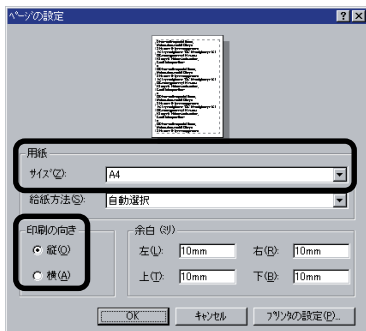 ページの設定
用紙
サイズ(Z): A4
給紙方法(S): 自動選択
印刷の向き
縦(O)
横(A)
余白 (ミリ)
左(L): 10mm 右(R): 10mm
上(T): 10mm 下(B): 10mm
OK キャンセル プリンタの設定(P)...